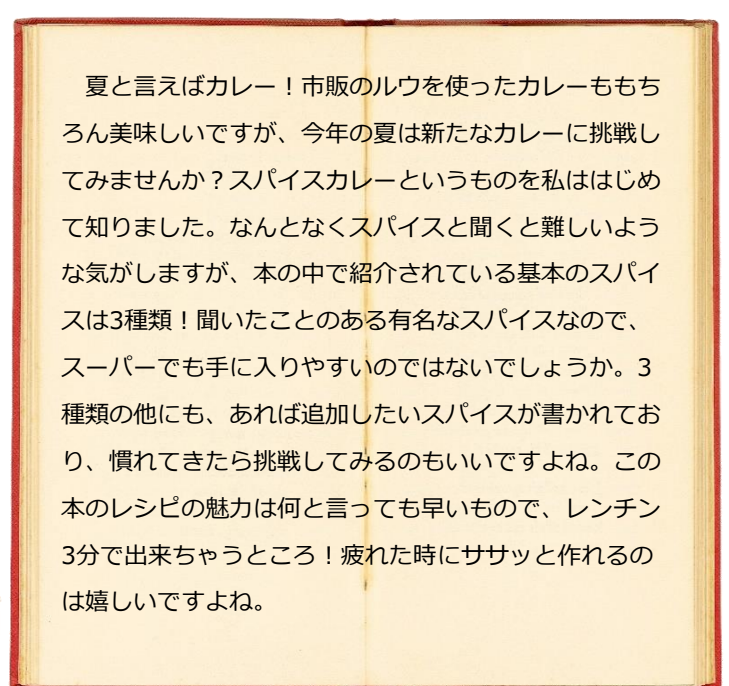 夏と言えばカレー！市販のルウを使ったカレーももち
ろん美味しいですが、今年の夏は新たなカレーに挑戦し
てみませんか？スパイスカレーというものを私ははじめ
て知りました。なんとなくスパイスと聞くと難しいよう
な気がしますが、本の中で紹介されている基本のスパイ
スは3種類！聞いたことのある有名なスパイスなので、
スーパーでも手に入りやすいのではないでしょうか。3
種類の他にも、あれば追加したいスパイスが書かれてお
り、慣れてきたら挑戦してみるのもいいですよね。この
本のレシピの魅力は何と言っても早いもので、レンチン
3分で出来ちゃうところ！疲れた時にササッと作れるの
は嬉しいですよね。